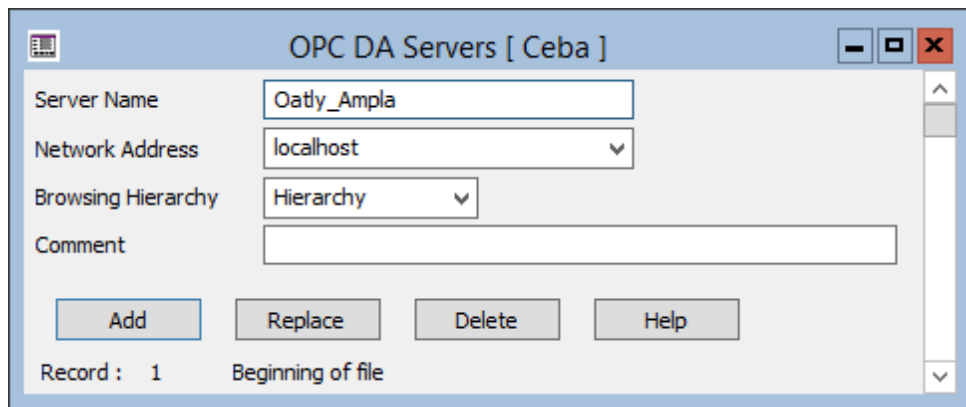 OPC DA Servers [ Ceba ]
Server Name Oatly_Ampla
Network Address localhost
Browsing Hierarchy Hierarchy
Comment
Add Replace Delete Help
Record : 1 Beginning of file